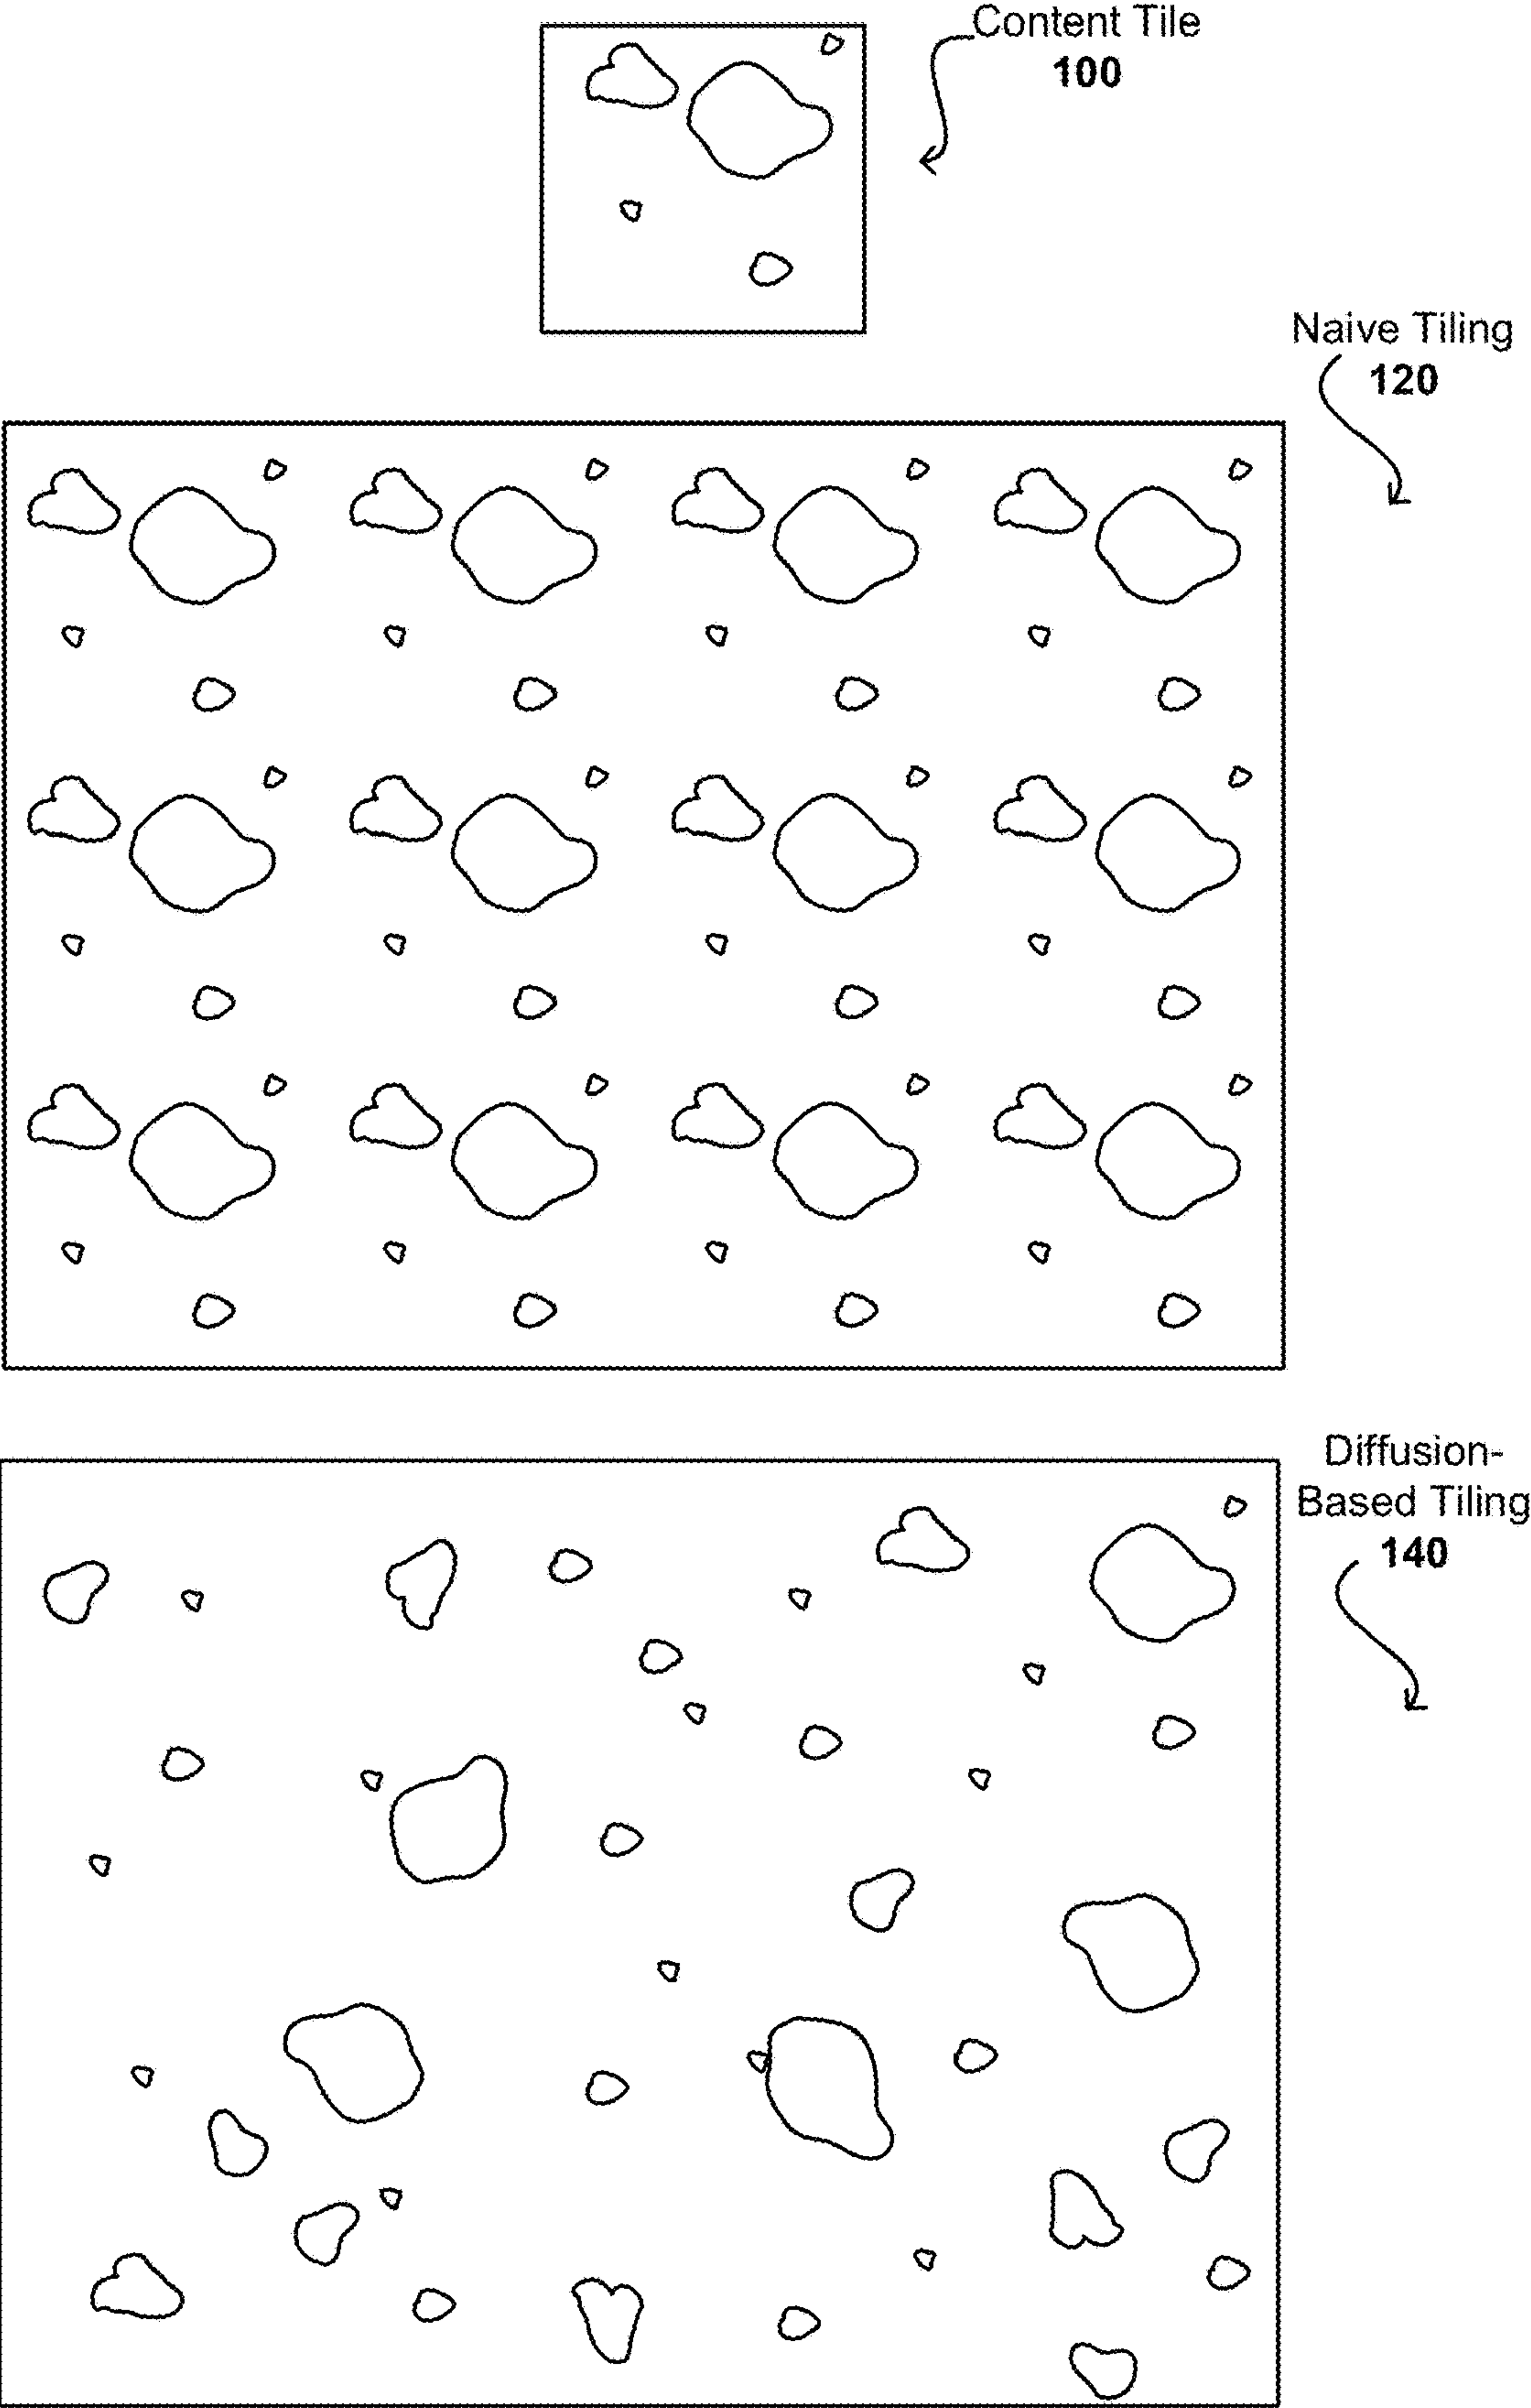 Content Tile
100
Naive Tiling
120
Diffusion-
Based Tiling
140